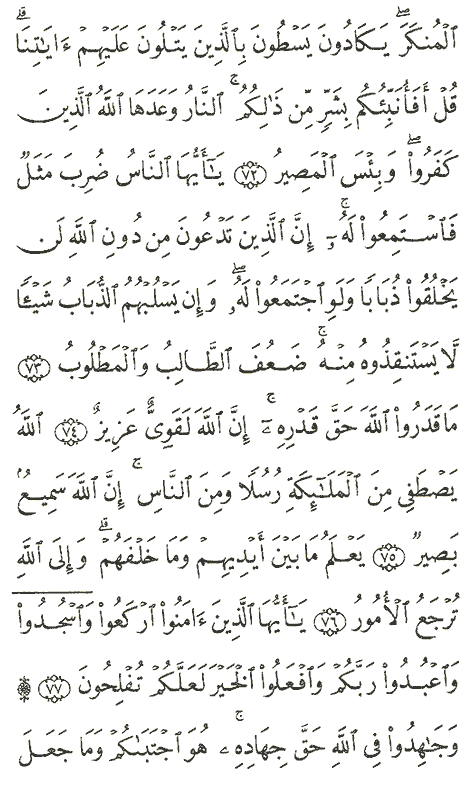 ٱلْمُنكَرَ ۖ يَكَادُونَ يَسْطُونَ بِٱلَّذِينَ يَتْلُونَ عَلَيْهِمْ ءَايَٰتِنَا ۗ
قُلْ أَفَأُنَبِّئُكُم بِشَرٍّ مِّن ذَٰلِكُمُ ۚ ٱلنَّارُ وَعَدَهَا ٱللَّهُ ٱلَّذِينَ
كَفَرُوا۟ ۖ وَبِئْسَ ٱلْمَصِيرُ ٧٢ يَٰٓأَيُّهَا ٱلنَّاسُ ضُرِبَ مَثَلٌ
فَٱسْتَمِعُوا۟ لَهُۥٓ ۚ إِنَّ ٱلَّذِينَ تَدْعُونَ مِن دُونِ ٱللَّهِ لَن
يَخْلُقُوا۟ ذُبَابًا وَلَوِ ٱجْتَمَعُوا۟ لَهُۥ ۖ وَإِن يَسْلُبْهُمُ ٱلذُّبَابُ شَيْـًٔا
لَّا يَسْتَنقِذُوهُ مِنْهُ ۚ ضَعُفَ ٱلطَّالِبُ وَٱلْمَطْلُوبُ ٧٣
مَا قَدَرُوا۟ ٱللَّهَ حَقَّ قَدْرِهِۦٓ ۗ إِنَّ ٱللَّهَ لَقَوِىٌّ عَزِيزٌ ٧٤ ٱللَّهُ
يَصْطَفِى مِنَ ٱلْمَلَٰٓئِكَةِ رُسُلًا وَمِنَ ٱلنَّاسِ ۚ إِنَّ ٱللَّهَ سَمِيعٌۢ
بَصِيرٌ ٧٥ يَعْلَمُ مَا بَيْنَ أَيْدِيهِمْ وَمَا خَلْفَهُمْ ۗ وَإِلَى ٱللَّهِ
تُرْجَعُ ٱلْأُمُورُ ٧٦ يَٰٓأَيُّهَا ٱلَّذِينَ ءَامَنُوا۟ ٱرْكَعُوا۟ وَٱسْجُدُوا۟
وَٱعْبُدُوا۟ رَبَّكُمْ وَٱفْعَلُوا۟ ٱلْخَيْرَ لَعَلَّكُمْ تُفْلِحُونَ ٧٧ ۩
وَجَٰهِدُوا۟ فِى ٱللَّهِ حَقَّ جِهَادِهِۦ ۚ هُوَ ٱجْتَبَىٰكُمْ وَمَا جَعَلَ